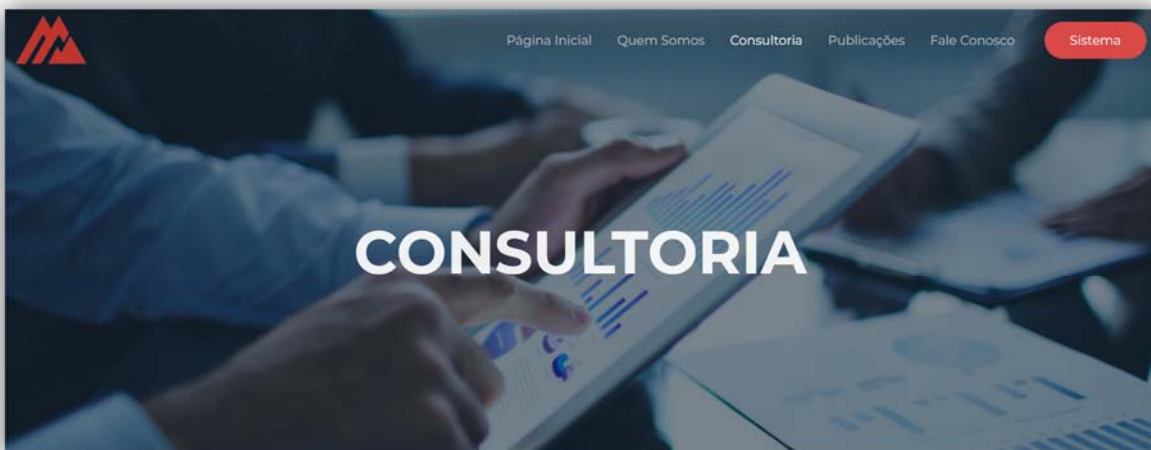 Página Inicial Quem Somos Consultoria Publicações Fale Conosco Sistema
CONSULTORIA